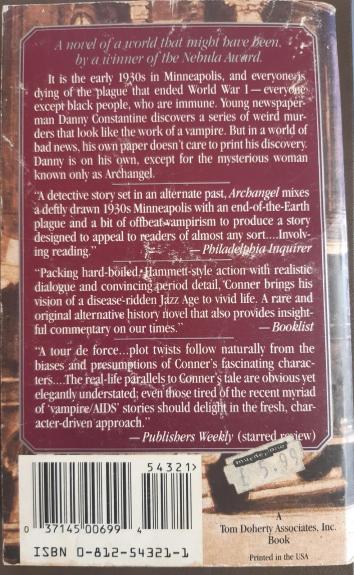 A novel of a world that might have been,
by a winner of the Nebula Award.
It is the early 1930s in Minneapolis, and everyone is
dying of the plague that ended World War I—everyone
except black people, who are immune. Young newspaper-
man Danny Constantine discovers a series of weird mur-
ders that look like the work of a vampire. But in a world of
bad news, his own paper doesn't care to print his discovery.
Danny is on his own, except for the mysterious woman
known only as Archangel.
"A detective story set in an alternate past, Archangel mixes
a deftly drawn 1930s Minneapolis with an end-of-the-Earth
plague and a bit of offbeat vampirism to produce a story
designed to appeal to readers of almost any sort....Involv-
ing reading." —Philadelphia Inquirer
"Packing hard-boiled, Hammett-style action with realistic
dialogue and convincing period detail, Conner brings his
vision of a disease-ridden Jazz Age to vivid life. A rare and
original alternative history novel that also provides insight-
ful commentary on our times." —Booklist
"A tour de force...plot twists follow naturally from the
biases and presumptions of Conner's fascinating charac-
ters....The real-life parallels to Conner's tale are obvious yet
elegantly understated; even those tired of the recent myriad
of 'vampire/AIDS' stories should delight in the fresh, char-
acter-driven approach."
—Publishers Weekly (starred review)
54321>
0 37145 00699 4
ISBN 0-812-54321-1
A
Tom Doherty Associates, Inc.
Book
Printed in the USA